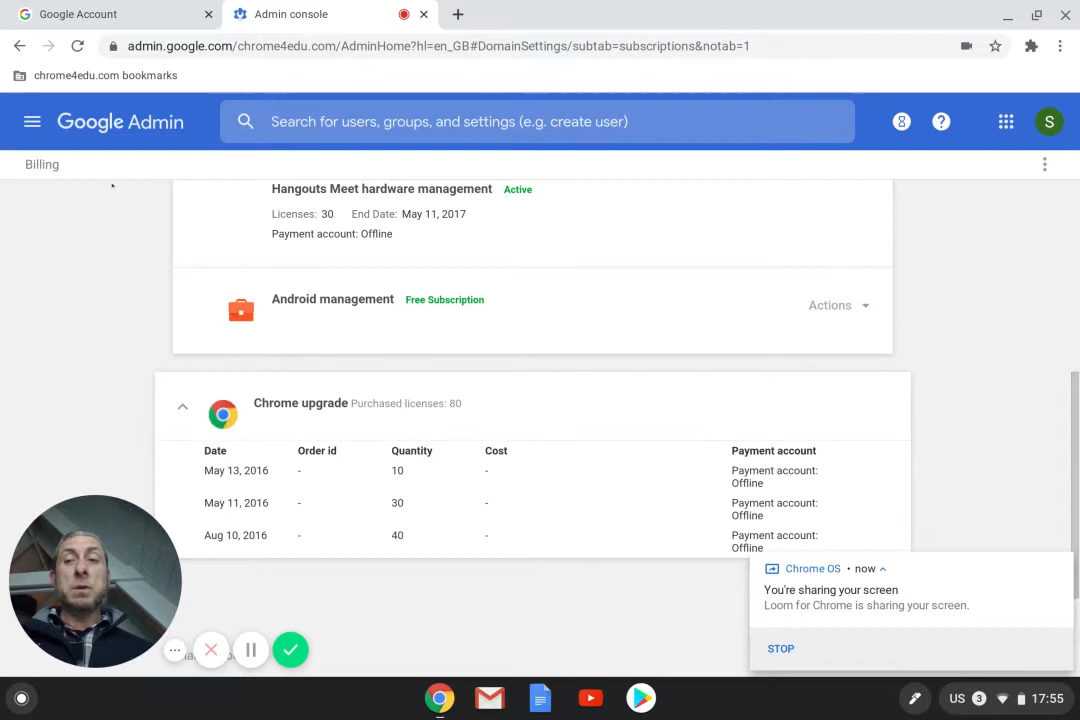 Google Account
Admin console
admin.google.com/chrome4edu.com/AdminHome?hl=en_GB#DomainSettings/subtab=subscriptions&notab=1
chrome4edu.com bookmarks
Google Admin
Search for users, groups, and settings (e.g. create user)
S
Billing
Hangouts Meet hardware management Active
Licenses: 30 End Date: May 11, 2017
Payment account: Offline
Android management Free Subscription
Actions
Chrome upgrade Purchased licenses: 80
Date Order id Quantity Cost Payment account
May 13, 2016 - 10 - Payment account:
Offline
May 11, 2016 - 30 - Payment account:
Offline
Aug 10, 2016 - 40 - Payment account:
Offline
Chrome OS • now
You're sharing your screen
Loom for Chrome is sharing your screen.
STOP
US 3 17:55